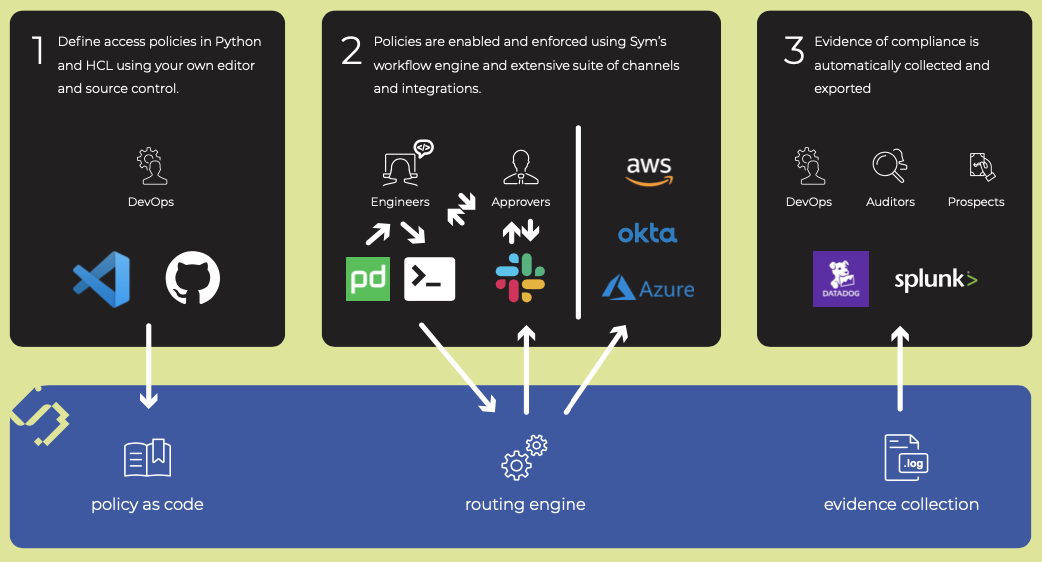 1
Define access policies in Python
and HCL using your own editor
and source control.
DevOps
2
Policies are enabled and enforced using Sym's
workflow engine and extensive suite of channels
and integrations.
</>
Engineers
Approvers
pd
>_
aws
okta
Azure
3
Evidence of compliance is
automatically collected and
exported
DevOps
Auditors
Prospects
DATADOG
splunk>
policy as code
routing engine
.log
evidence collection